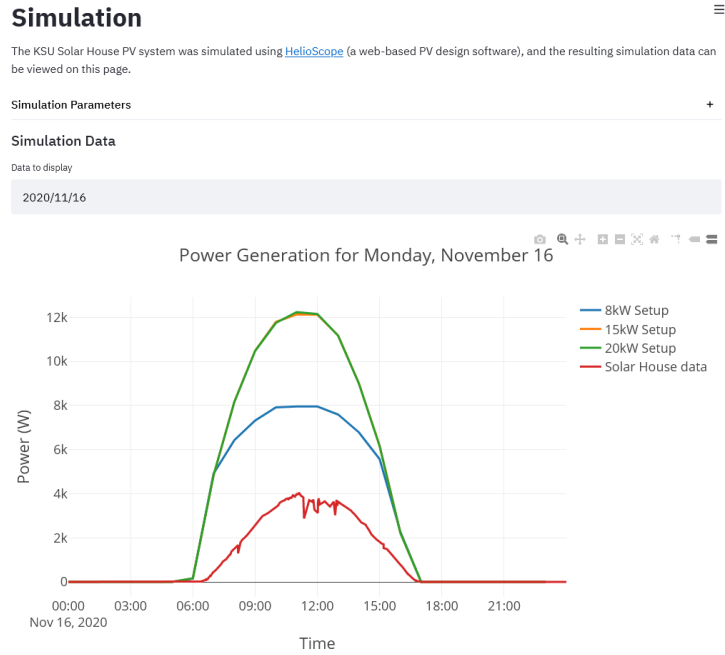 Simulation
The KSU Solar House PV system was simulated using HelioScope (a web-based PV design software), and the resulting simulation data can
be viewed on this page.
Simulation Parameters +
Simulation Data
Data to display
2020/11/16
Power Generation for Monday, November 16
8kW Setup
15kW Setup
20kW Setup
Solar House data
Power (W)
12k
10k
8k
6k
4k
2k
0
00:00 03:00 06:00 09:00 12:00 15:00 18:00 21:00
Nov 16, 2020
Time